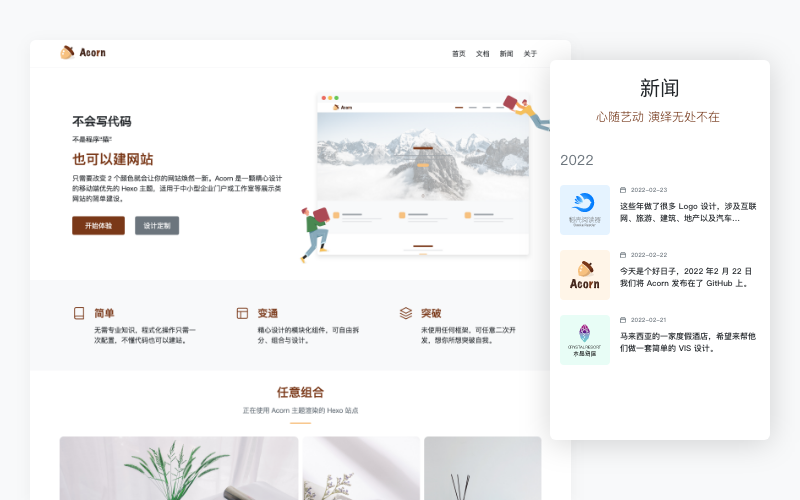 Acorn
首页 文档 新闻 关于
不会写代码
不是程序“猿”
也可以建网站
只需要改变 2 个颜色就会让你的网站焕然一新。Acorn 是一颗精心设计
的移动端优先的 Hexo 主题，适用于中小型企业门户或工作室等展示类
网站的简单建设。
开始体验 设计定制
Acorn
简单
无需专业知识，程式化操作只需一
次配置，不懂代码也可以建站。
变通
精心设计的模块化组件，可自由拆
分、组合与设计。
突破
未使用任何框架，可任意二次开
发，想你所想突破自我。
任意组合
正在使用 Acorn 主题渲染的 Hexo 站点
新闻
心随艺动 演绎无处不在
2022
2022-02-23
这些年做了很多 Logo 设计，涉及互联
网、旅游、建筑、地产以及汽车...
2022-02-22
Acorn
今天是个好日子，2022 年2 月 22 日
我们将 Acorn 发布在了 GitHub 上。
2022-02-21
CRYSTAL RESORT
马来西亚的一家度假酒店，希望来帮他
们做一套简单的 VIS 设计。